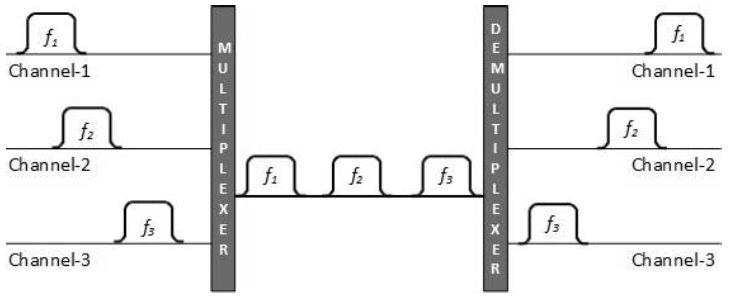 f₁
Channel-1
f₂
Channel-2
f₃
Channel-3
MULTIPLEXER
f₁ f₂ f₃
DEMULTIPLEXER
f₁
Channel-1
f₂
Channel-2
f₃
Channel-3